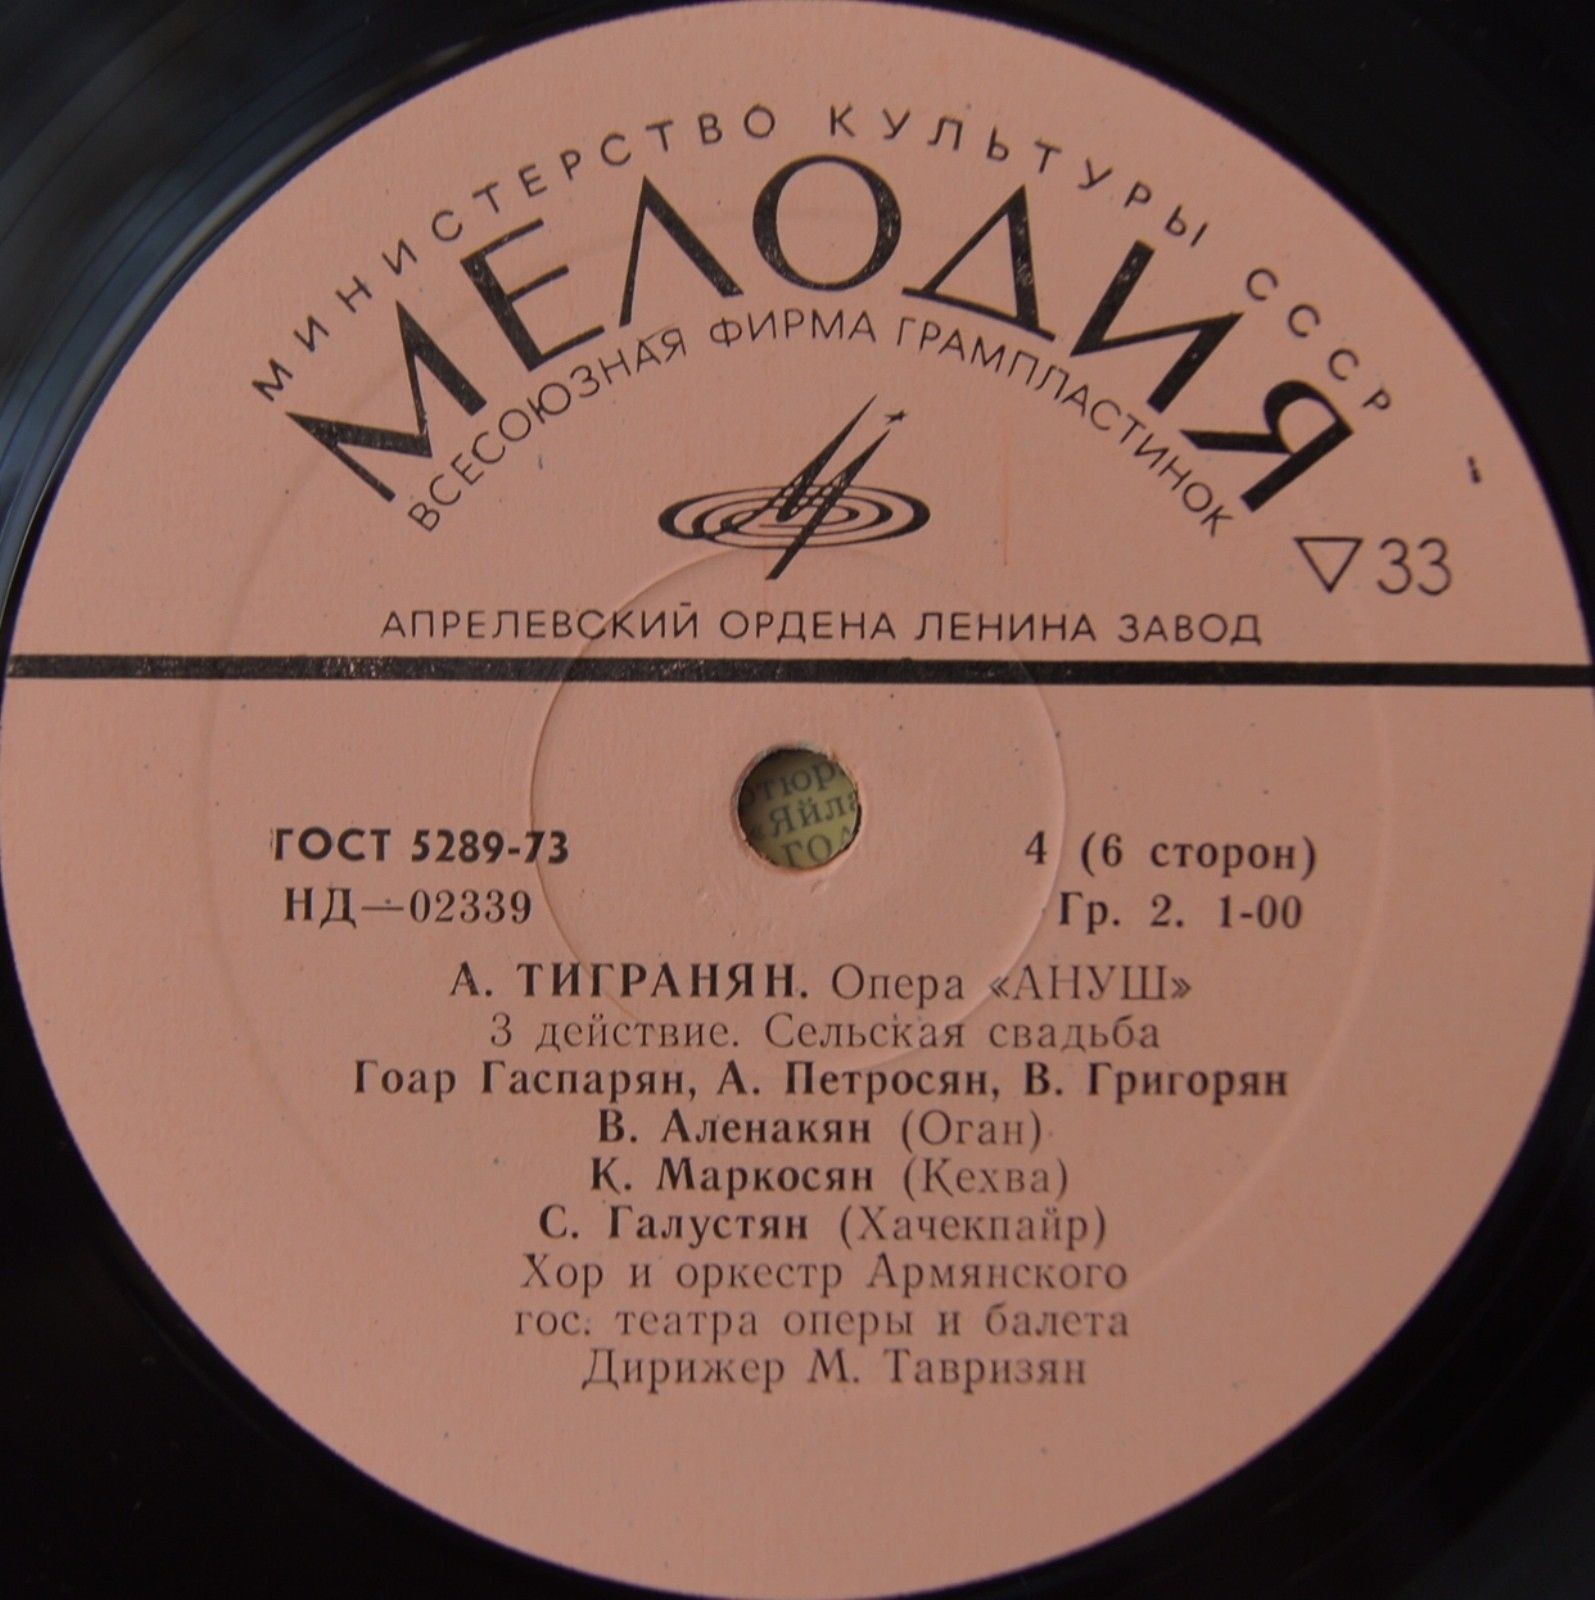 МИНИСТЕРСТВО КУЛЬТУРЫ СССР
МЕЛОДИЯ
ВСЕСОЮЗНАЯ ФИРМА ГРАМПЛАСТИНОК
33
АПРЕЛЕВСКИЙ ОРДЕНА ЛЕНИНА ЗАВОД
«Яйла
ГОСТ 5289-73
4 (6 сторон)
НД—02339
Гр. 2. 1-00
А. ТИГРАНЯН. Опера «АНУШ»
3 действие. Сельская свадьба
Гоар Гаспарян, А. Петросян, В. Григорян
В. Аленакян (Оган)
К. Маркосян (Кехва)
С. Галустян (Хачекпайр)
Хор и оркестр Армянского
гос. театра оперы и балета
Дирижер М. Тавризян